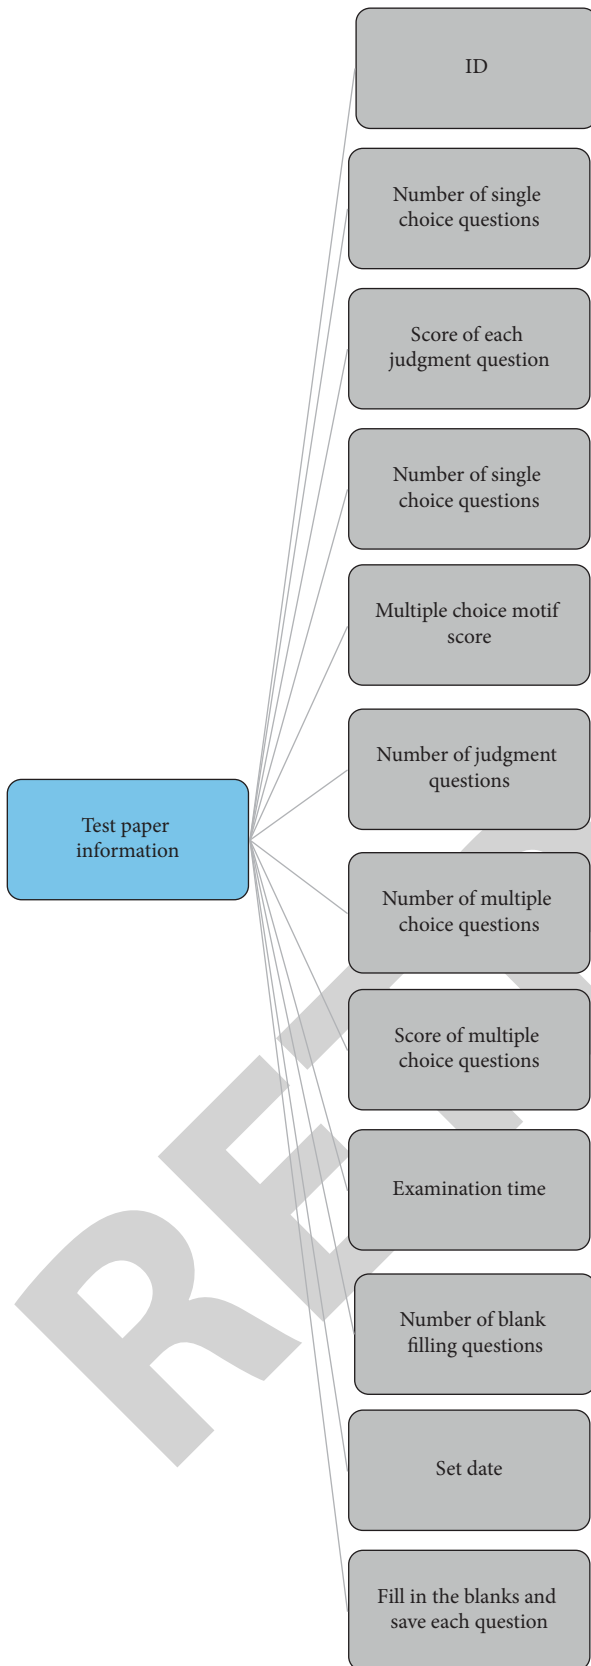 ID
Number of single
choice questions
Score of each
judgment question
Number of single
choice questions
Multiple choice motif
score
Number of judgment
questions
Test paper
information
Number of multiple
choice questions
Score of multiple
choice questions
Examination time
Number of blank
filling questions
Set date
Fill in the blanks and
save each question